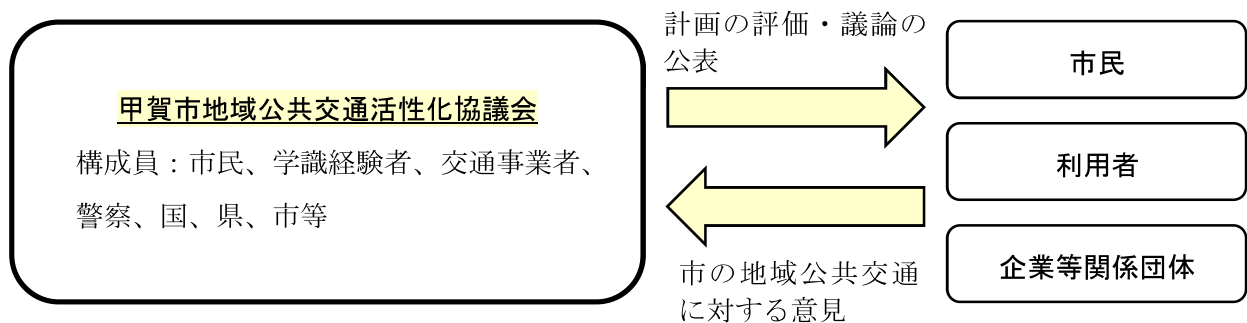 甲賀市地域公共交通活性化協議会
構成員：市民、学識経験者、交通事業者、
警察、国、県、市等
計画の評価・議論の
公表
市の地域公共交通
に対する意見
市民
利用者
企業等関係団体